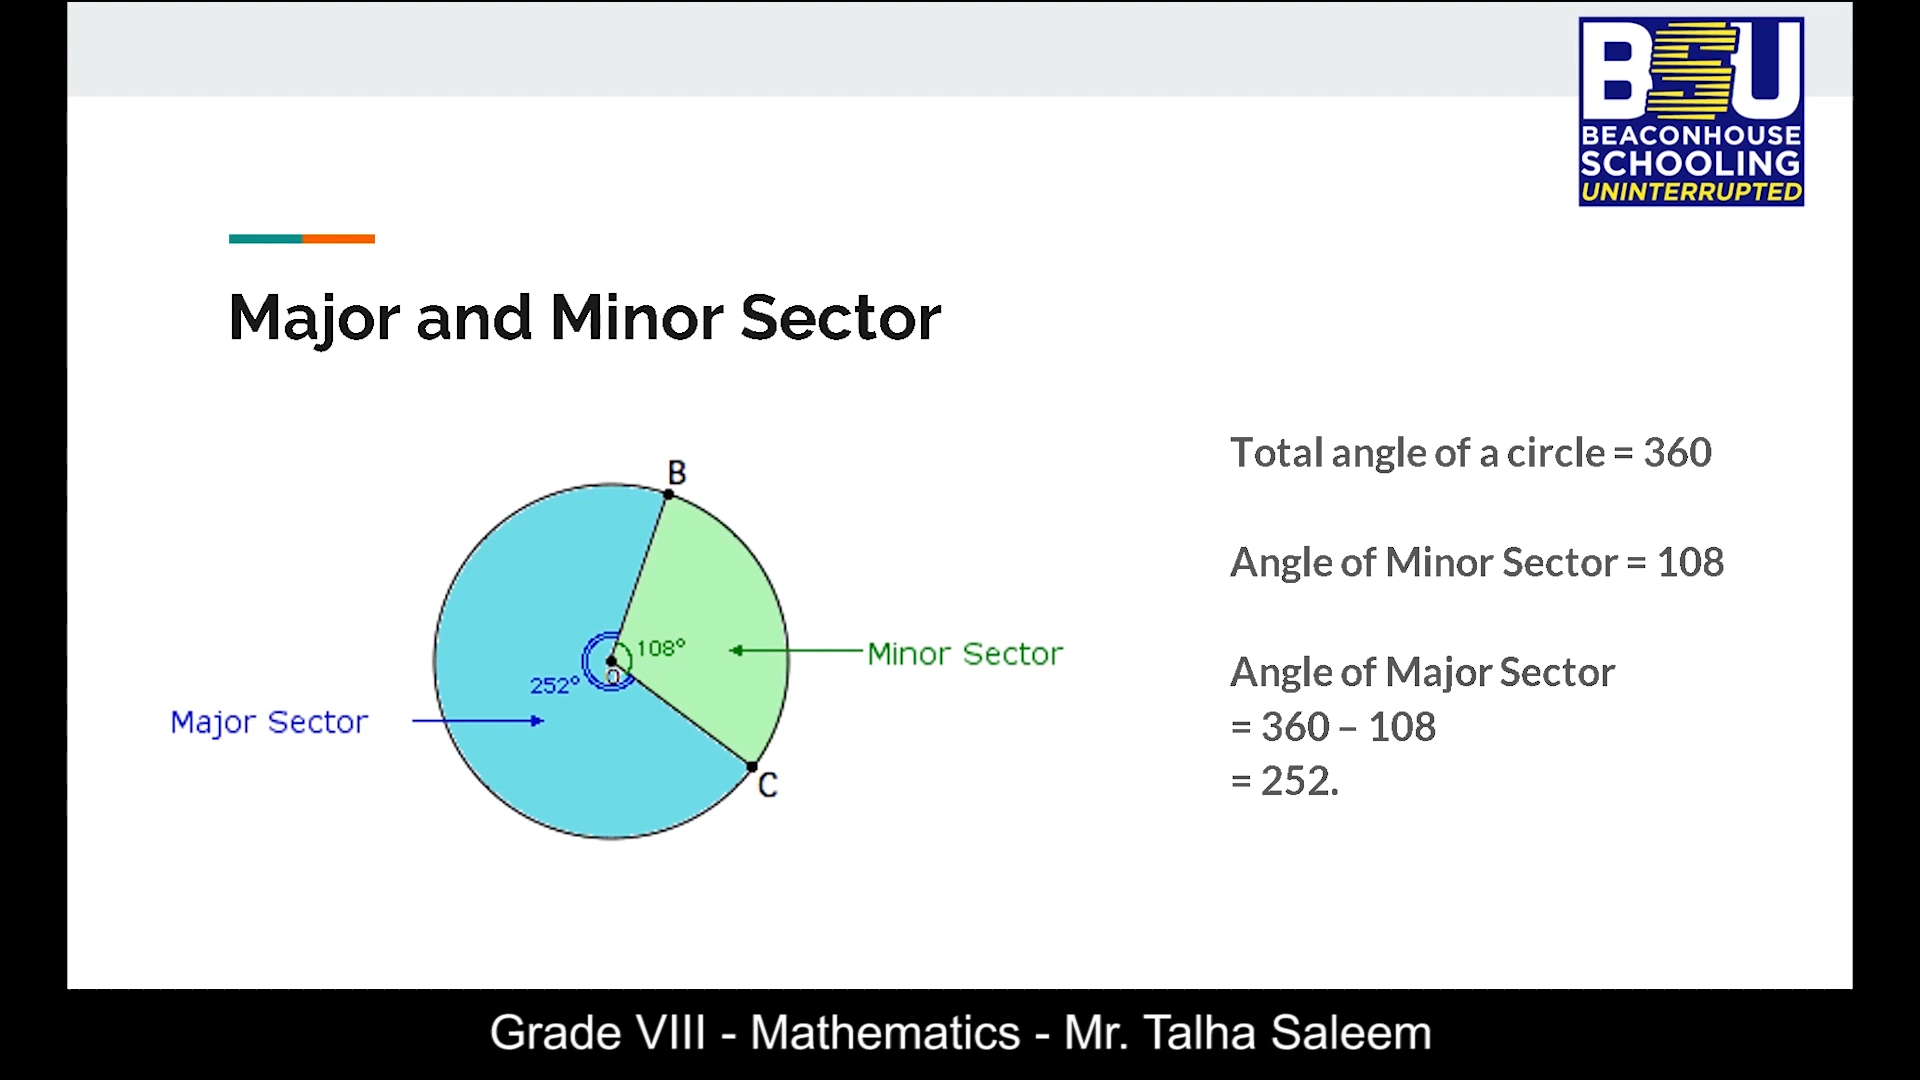 BSU
BEACONHOUSE
SCHOOLING
UNINTERRUPTED
Major and Minor Sector
B
108°
O
252°
C
Minor Sector
Major Sector
Total angle of a circle = 360
Angle of Minor Sector = 108
Angle of Major Sector
= 360 – 108
= 252.
Grade VIII - Mathematics - Mr. Talha Saleem